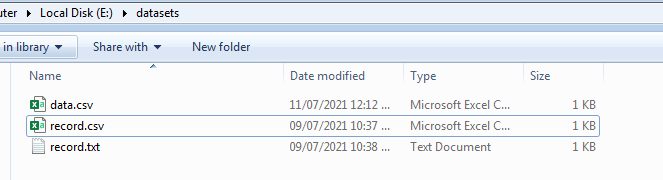 uter ▸ Local Disk (E:) ▸ datasets
in library ▾ Share with ▾ New folder
Name Date modified Type Size
data.csv 11/07/2021 12:12 ... Microsoft Excel C... 1 KB
record.csv 09/07/2021 10:37 ... Microsoft Excel C... 1 KB
record.txt 09/07/2021 10:38 ... Text Document 1 KB